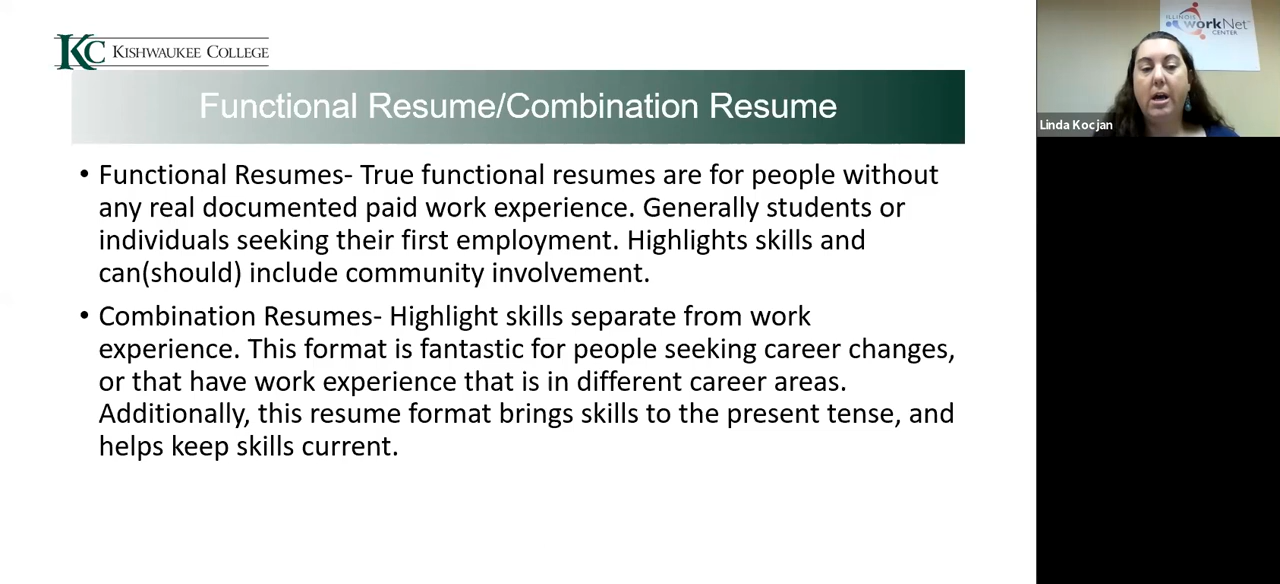 KC KISHWAUKEE COLLEGE
Functional Resume/Combination Resume
• Functional Resumes- True functional resumes are for people without
any real documented paid work experience. Generally students or
individuals seeking their first employment. Highlights skills and
can(should) include community involvement.
• Combination Resumes- Highlight skills separate from work
experience. This format is fantastic for people seeking career changes,
or that have work experience that is in different career areas.
Additionally, this resume format brings skills to the present tense, and
helps keep skills current.
ILLINOIS
workNet
CENTER
Linda Kocjan